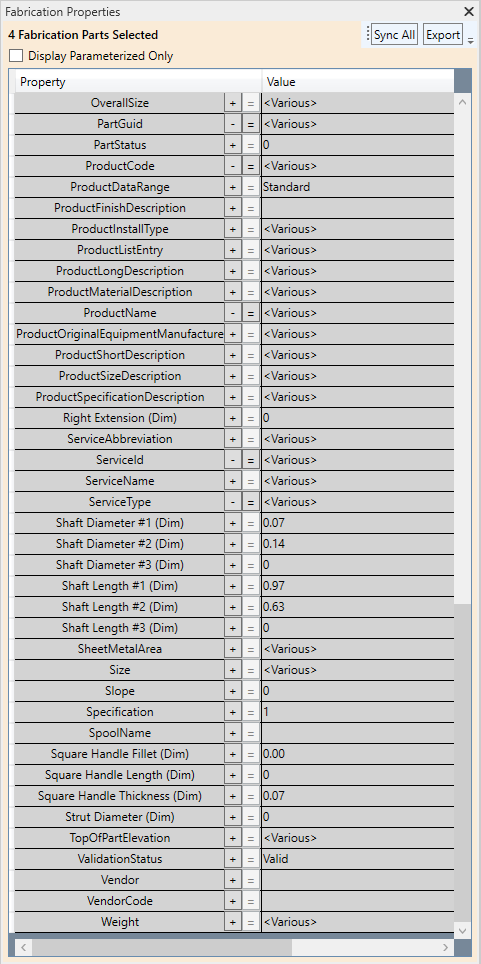 Fabrication Properties
4 Fabrication Parts Selected
Sync All
Export
Display Parameterized Only
Property Value
OverallSize + = <Various>
PartGuid - = <Various>
PartStatus + = 0
ProductCode - = <Various>
ProductDataRange + = Standard
ProductFinishDescription + =
ProductInstallType + = <Various>
ProductListEntry + = <Various>
ProductLongDescription + = <Various>
ProductMaterialDescription + = <Various>
ProductName - = <Various>
ProductOriginalEquipmentManufacture + = <Various>
ProductShortDescription + = <Various>
ProductSizeDescription + = <Various>
ProductSpecificationDescription + = <Various>
Right Extension (Dim) + = 0
ServiceAbbreviation + = <Various>
ServiceId - = <Various>
ServiceName + = <Various>
ServiceType - = <Various>
Shaft Diameter #1 (Dim) + = 0.07
Shaft Diameter #2 (Dim) + = 0.14
Shaft Diameter #3 (Dim) + = 0
Shaft Length #1 (Dim) + = 0.97
Shaft Length #2 (Dim) + = 0.63
Shaft Length #3 (Dim) + = 0
SheetMetalArea + = <Various>
Size + = <Various>
Slope + = 0
Specification + = 1
SpoolName + =
Square Handle Fillet (Dim) + = 0.00
Square Handle Length (Dim) + = 0
Square Handle Thickness (Dim) + = 0.07
Strut Diameter (Dim) + = 0
TopOfPartElevation + = <Various>
ValidationStatus + = Valid
Vendor + =
VendorCode + =
Weight + = <Various>